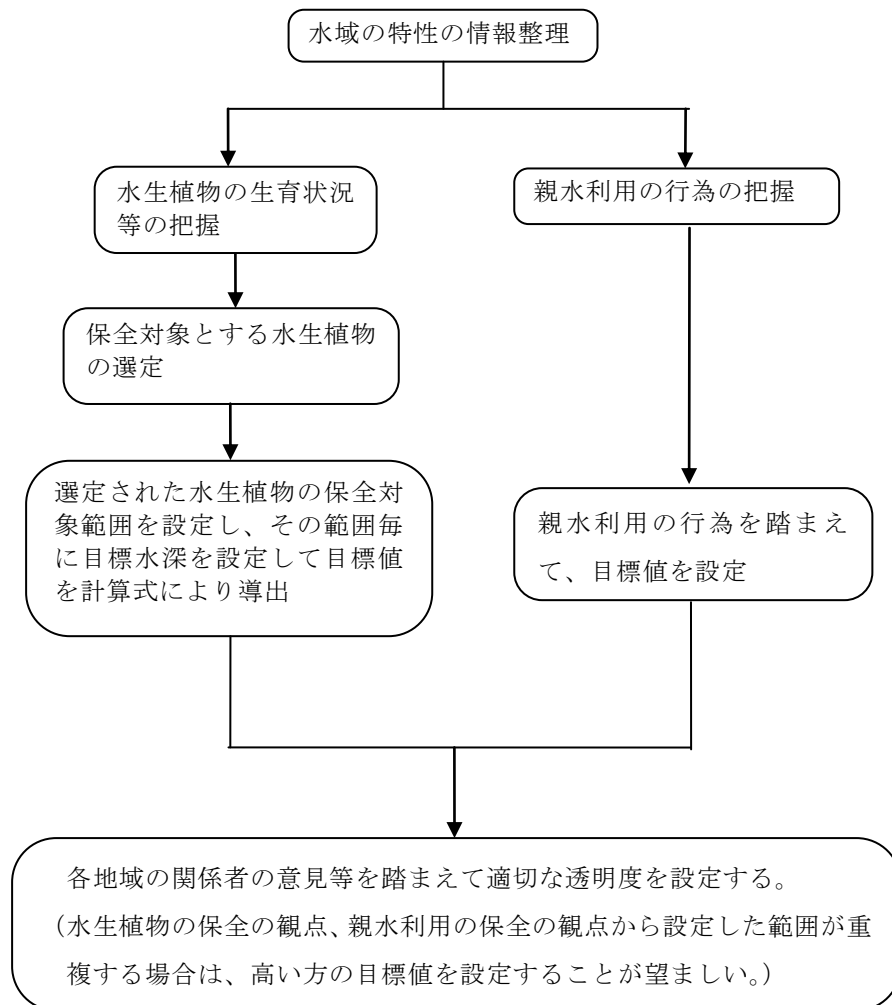 水域の特性の情報整理
水生植物の生育状況
等の把握
親水利用の行為の把握
保全対象とする水生植物
の選定
選定された水生植物の保全対
象範囲を設定し、その範囲毎
に目標水深を設定して目標値
を計算式により導出
親水利用の行為を踏まえ
て、目標値を設定
各地域の関係者の意見等を踏まえて適切な透明度を設定する。
（水生植物の保全の観点、親水利用の保全の観点から設定した範囲が重
複する場合は、高い方の目標値を設定することが望ましい。）